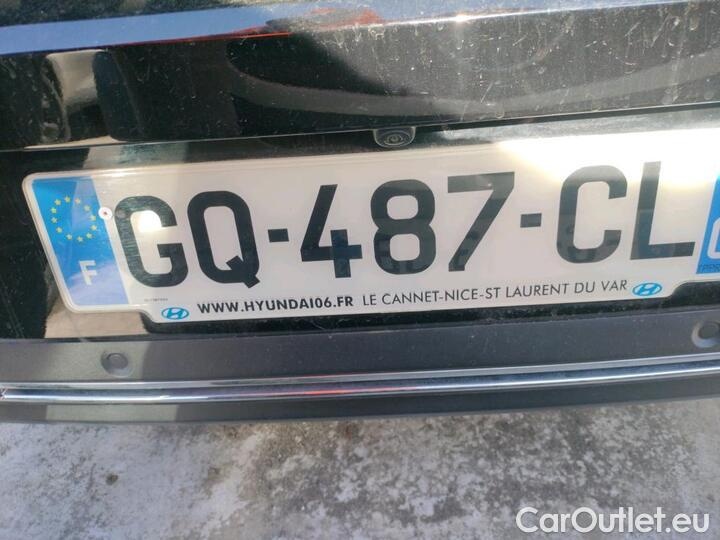 F
GQ-487-CL
WWW.HYUNDAI06.FR LE CANNET-NICE-ST LAURENT DU VAR
CarOutlet.eu